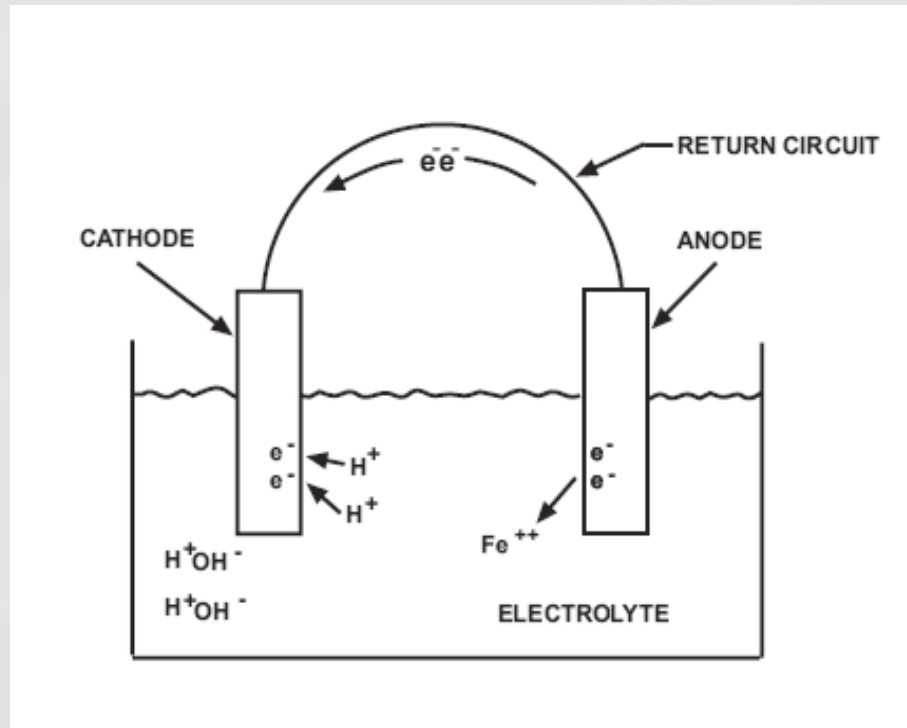 RETURN CIRCUIT
e⁻e⁻
CATHODE
ANODE
e⁻
e⁻
H⁺
H⁺
e⁻
e⁻
Fe⁺⁺
H⁺OH⁻
H⁺OH⁻
ELECTROLYTE